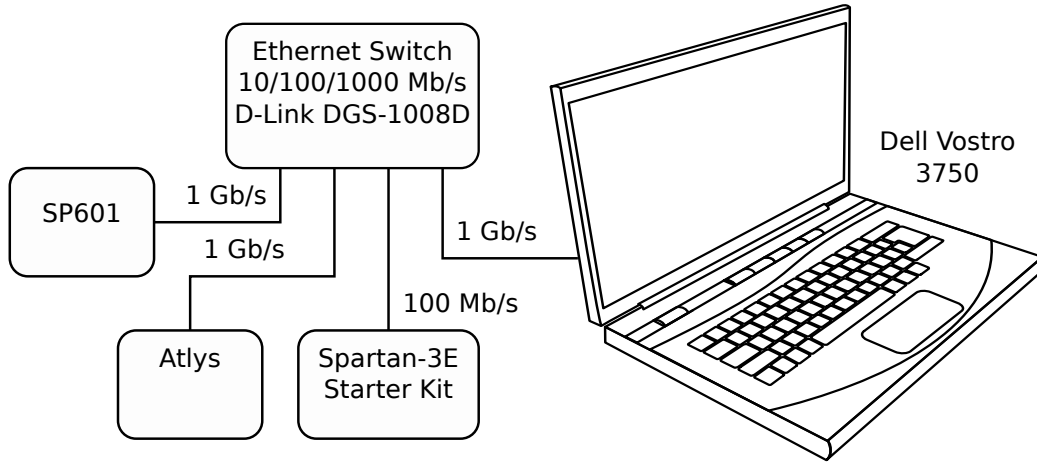 Ethernet Switch
10/100/1000 Mb/s
D-Link DGS-1008D
Dell Vostro
3750
SP601
1 Gb/s
1 Gb/s
1 Gb/s
100 Mb/s
Atlys
Spartan-3E
Starter Kit